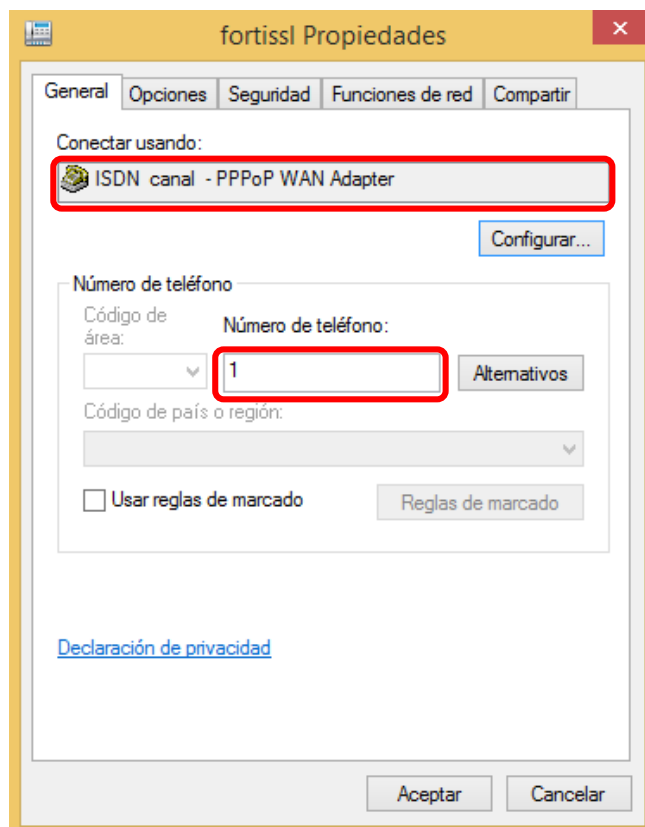 fortissl Propiedades
General Opciones Seguridad Funciones de red Compartir
Conectar usando:
ISDN canal - PPPoP WAN Adapter
Configurar...
Número de teléfono
Código de área:
Número de teléfono:
1
Alternativos
Código de país o región:
Usar reglas de marcado
Reglas de marcado
Declaración de privacidad
Aceptar Cancelar